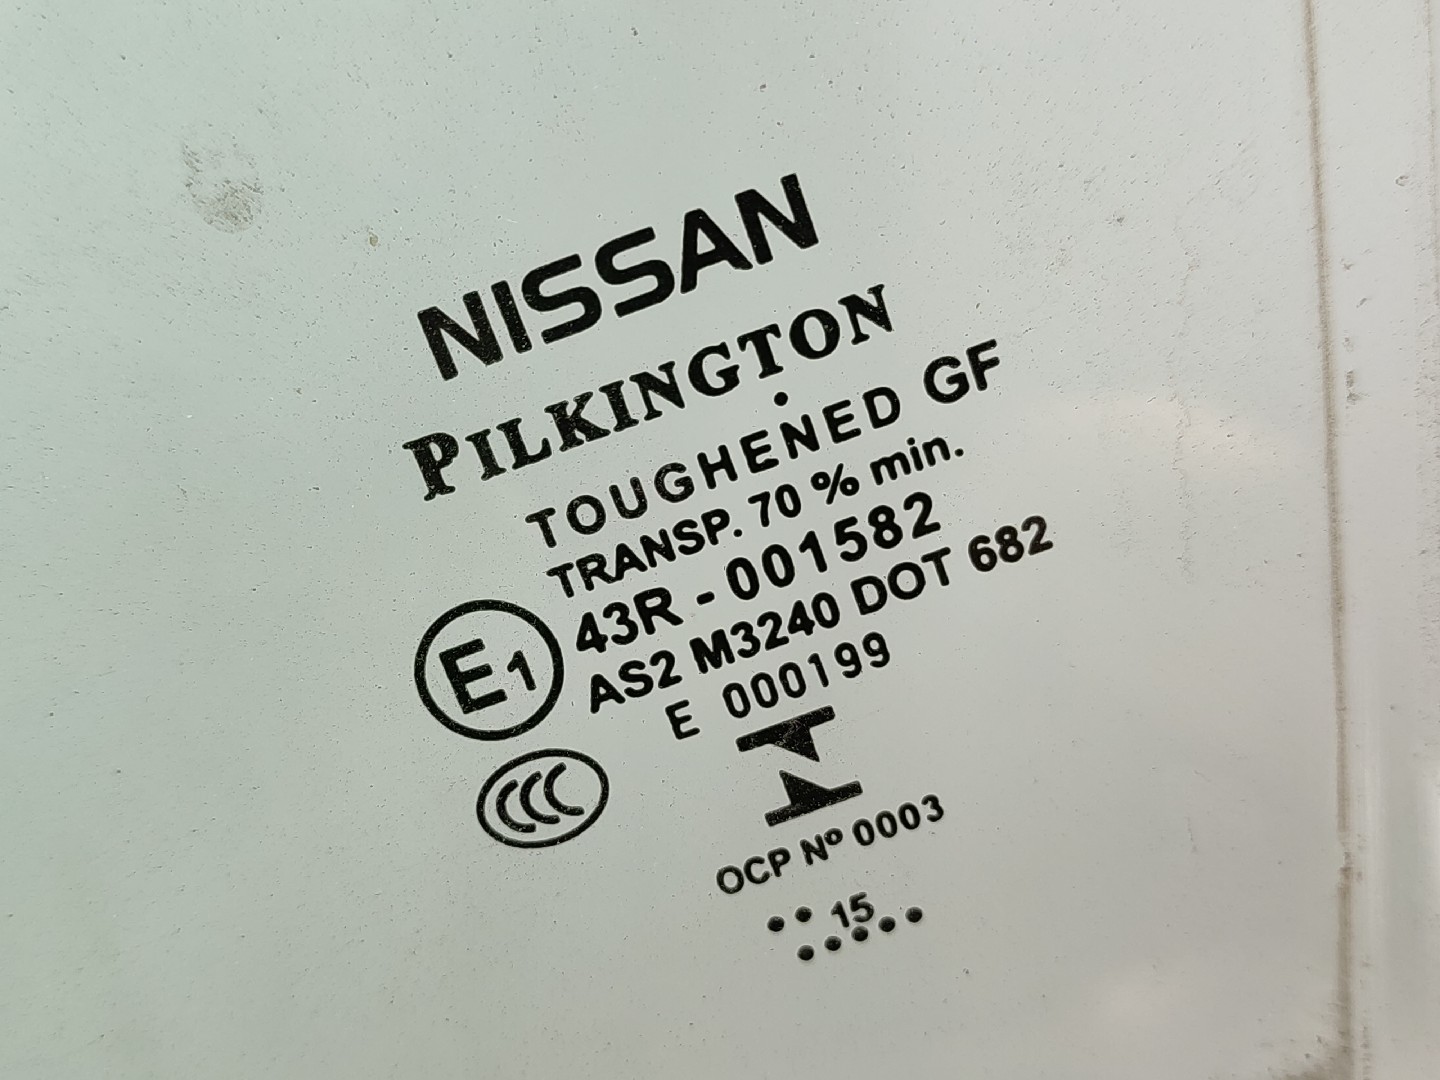 NISSAN
PILKINGTON
TOUGHENED GF
TRANSP. 70 % min.
43R - 001582
AS2 M3240 DOT 682
E1
E 000199
CCC
OCP Nº 0003
15